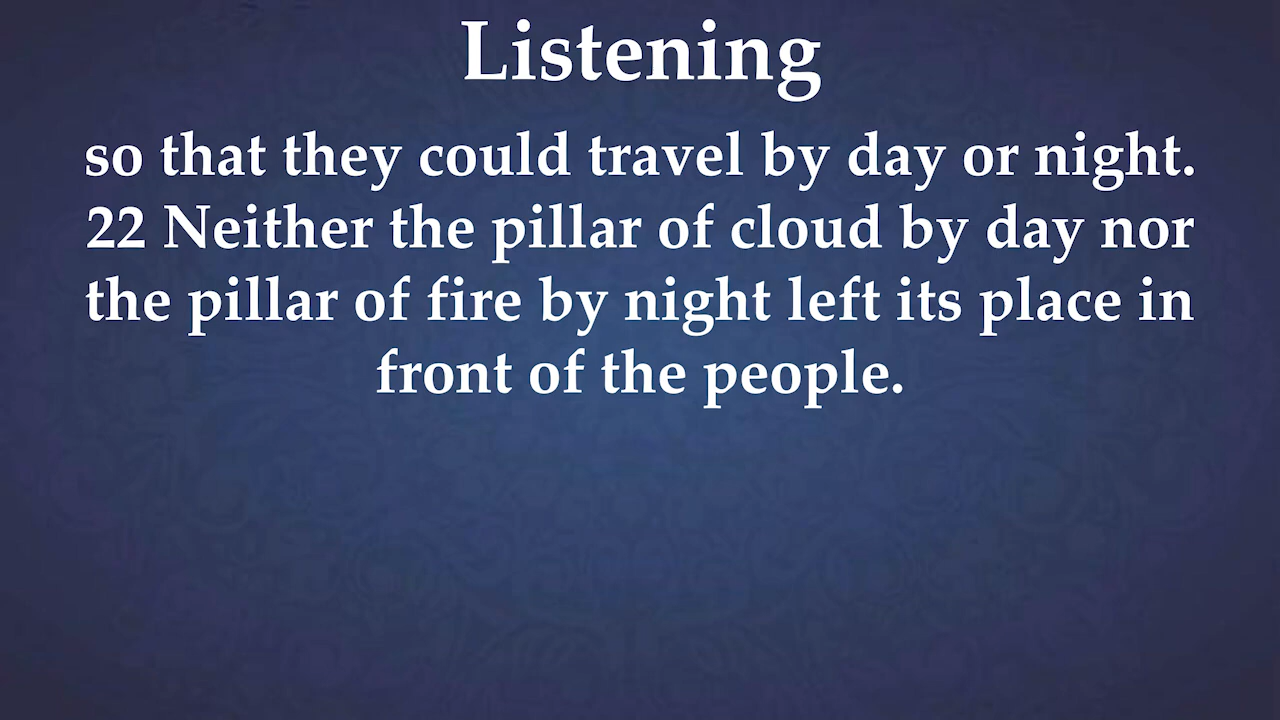 Listening
so that they could travel by day or night.
22 Neither the pillar of cloud by day nor
the pillar of fire by night left its place in
front of the people.